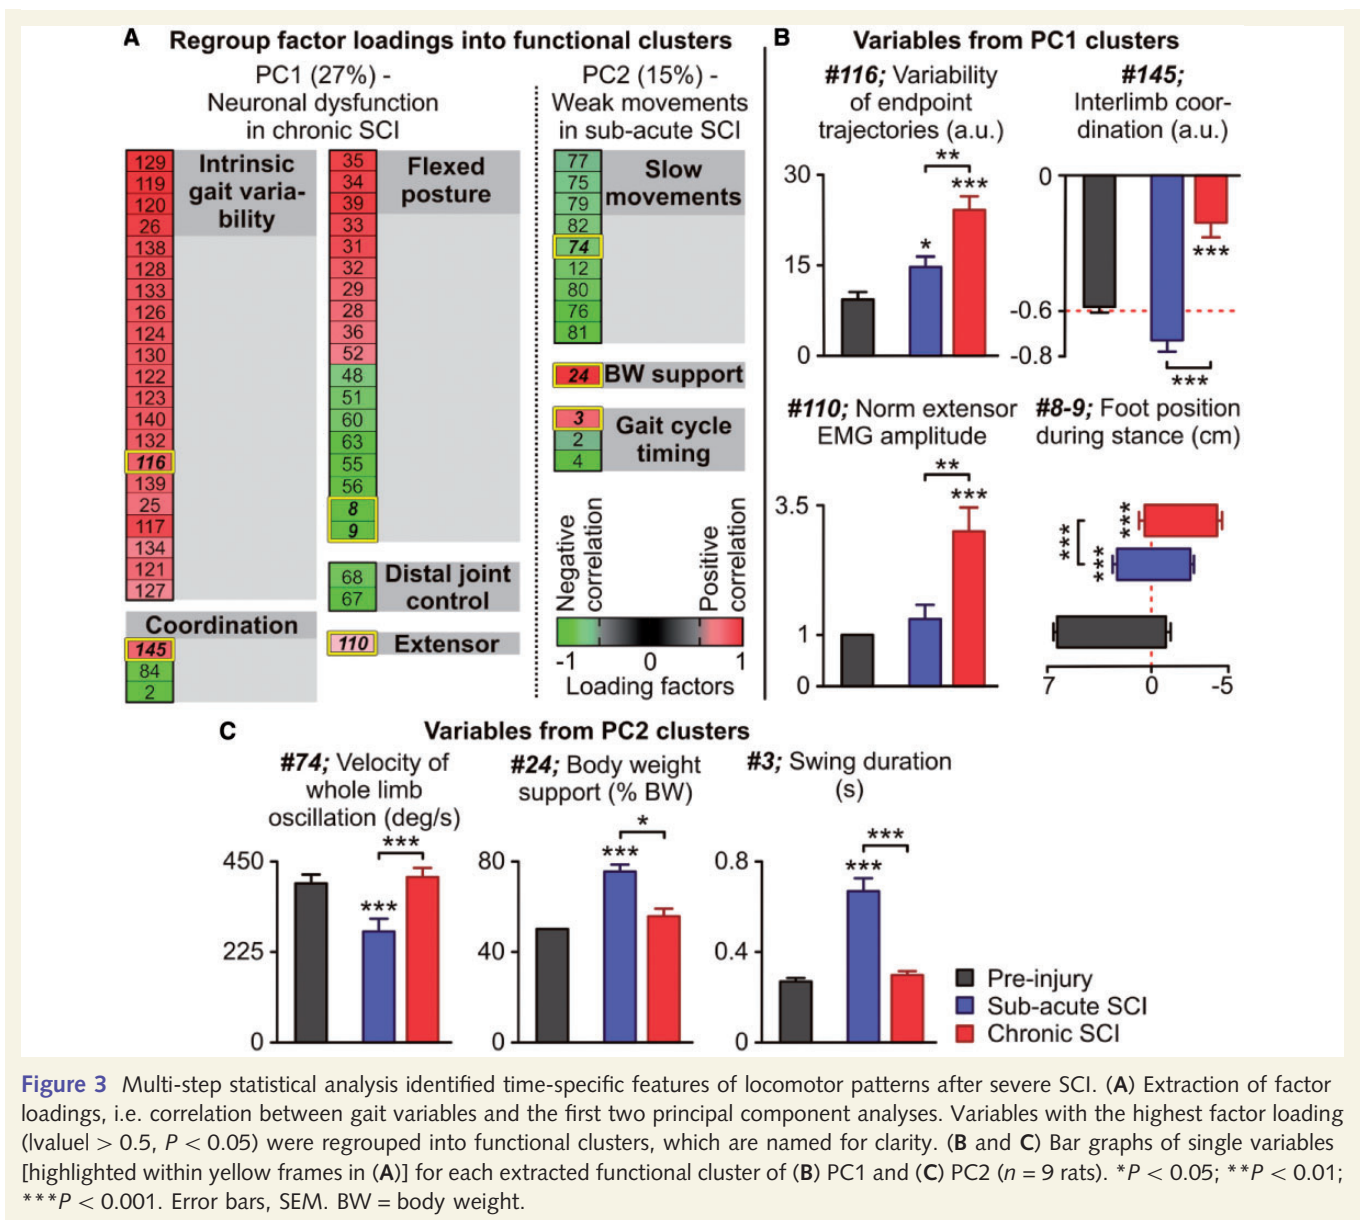 A Regroup factor loadings into functional clusters
PC1 (27%) -
Neuronal dysfunction
in chronic SCI
129
119
120
26
138
128
133
126
124
130
122
123
140
132
116
139
25
117
134
121
127
Intrinsic
gait varia-
bility
Coordination
145
84
2
35
34
39
33
31
32
29
28
36
52
48
51
60
63
55
56
8
9
Flexed
posture
68
67
Distal joint
control
110
Extensor
PC2 (15%) -
Weak movements
in sub-acute SCI
77
75
79
82
74
12
80
76
81
Slow
movements
24
BW support
3
2
4
Gait cycle
timing
Negative
correlation
Positive
correlation
-1 0 1
Loading factors
B Variables from PC1 clusters
#116; Variability
of endpoint
trajectories (a.u.)
30
15
0
*
***
**
#145;
Interlimb coor-
dination (a.u.)
0
-0.6
-0.8
***
***
#110; Norm extensor
EMG amplitude
3.5
1
0
**
***
#8-9; Foot position
during stance (cm)
***
***
***
7 0 -5
C Variables from PC2 clusters
#74; Velocity of
whole limb
oscillation (deg/s)
450
225
0
***
***
#24; Body weight
support (% BW)
80
40
0
***
*
#3; Swing duration
(s)
0.8
0.4
0
***
***
Pre-injury
Sub-acute SCI
Chronic SCI
Figure 3 Multi-step statistical analysis identified time-specific features of locomotor patterns after severe SCI. (A) Extraction of factor
loadings, i.e. correlation between gait variables and the first two principal component analyses. Variables with the highest factor loading
(lvaluel > 0.5, P < 0.05) were regrouped into functional clusters, which are named for clarity. (B and C) Bar graphs of single variables
[highlighted within yellow frames in (A)] for each extracted functional cluster of (B) PC1 and (C) PC2 (n = 9 rats). *P < 0.05; **P < 0.01;
***P < 0.001. Error bars, SEM. BW = body weight.